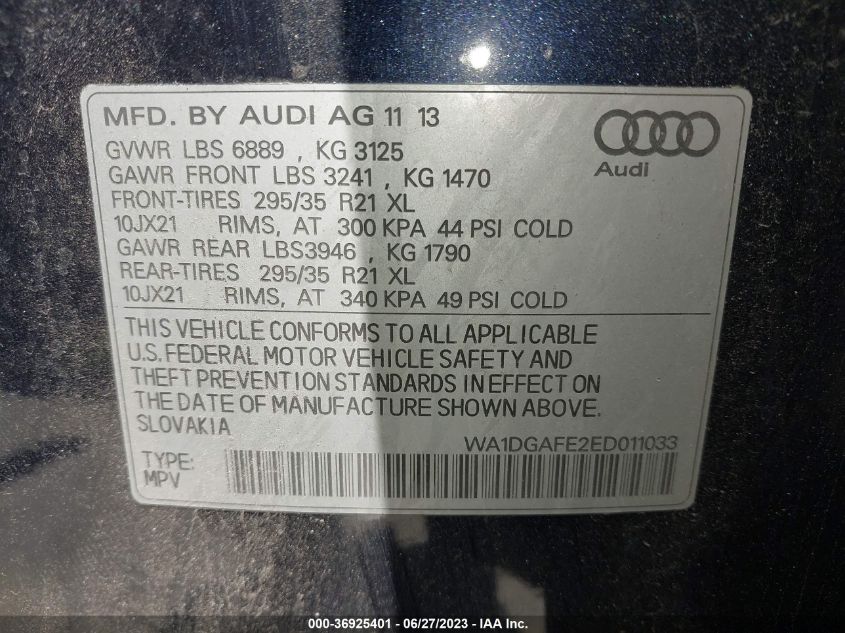 MFD. BY AUDI AG 11 13
GVWR LBS 6889 , KG 3125
GAWR FRONT LBS 3241 , KG 1470
FRONT-TIRES 295/35 R21 XL
10JX21 RIMS, AT 300 KPA 44 PSI COLD
GAWR REAR LBS3946 , KG 1790
REAR-TIRES 295/35 R21 XL
10JX21 RIMS, AT 340 KPA 49 PSI COLD
Audi
THIS VEHICLE CONFORMS TO ALL APPLICABLE
U.S. FEDERAL MOTOR VEHICLE SAFETY AND
THEFT PREVENTION STANDARDS IN EFFECT ON
THE DATE OF MANUFACTURE SHOWN ABOVE.
SLOVAKIA
WA1DGAFE2ED011033
TYPE:
MPV
000-36925401 - 06/27/2023 - IAA Inc.